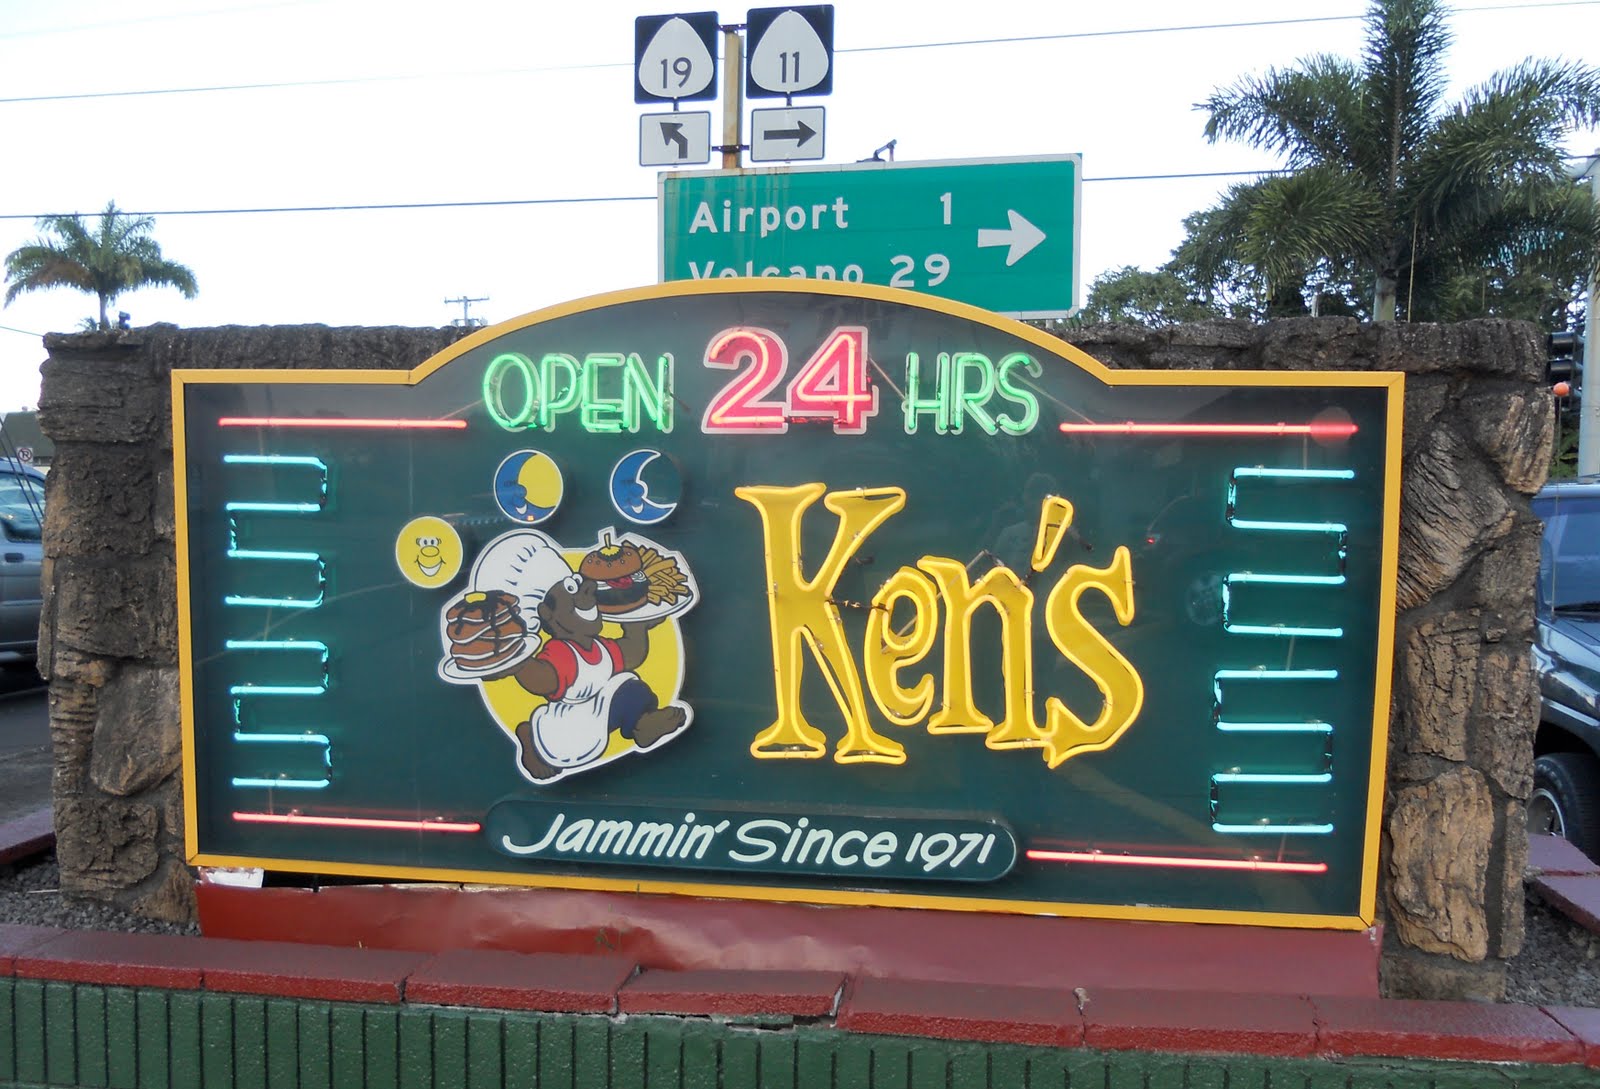 19 11
Airport 1
Volcano 29
OPEN 24 HRS
Ken's
Jammin' Since 1971